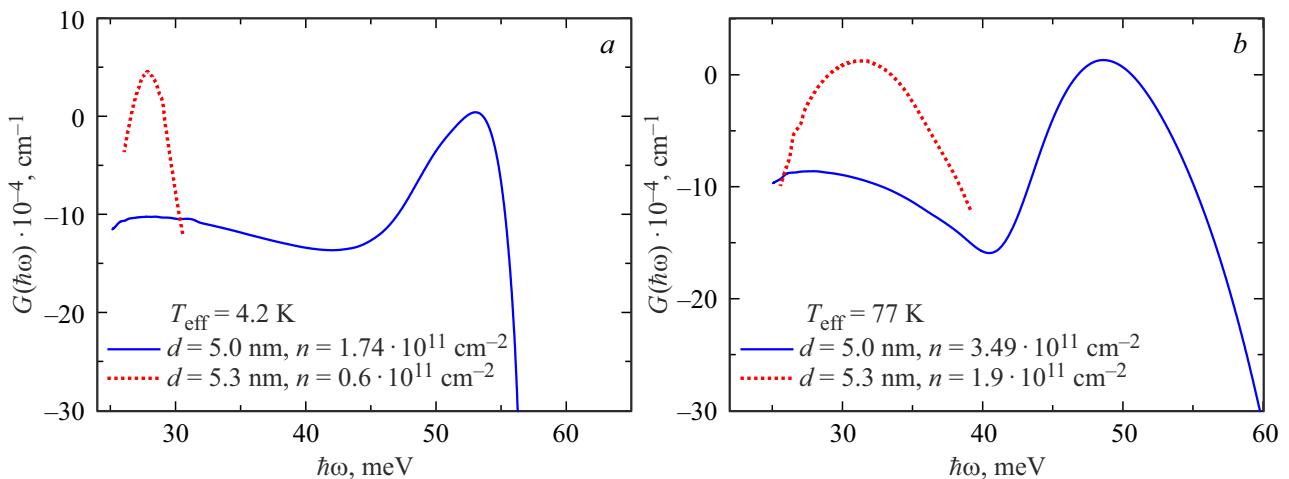 a
G(ℏω) · 10⁻⁴, cm⁻¹
10
0
−10
−20
−30
T_eff = 4.2 K
d = 5.0 nm, n = 1.74 · 10¹¹ cm⁻²
d = 5.3 nm, n = 0.6 · 10¹¹ cm⁻²
30 40 50 60
ℏω, meV
b
G(ℏω) · 10⁻⁴, cm⁻¹
0
−10
−20
−30
T_eff = 77 K
d = 5.0 nm, n = 3.49 · 10¹¹ cm⁻²
d = 5.3 nm, n = 1.9 · 10¹¹ cm⁻²
20 30 40 50 60
ℏω, meV